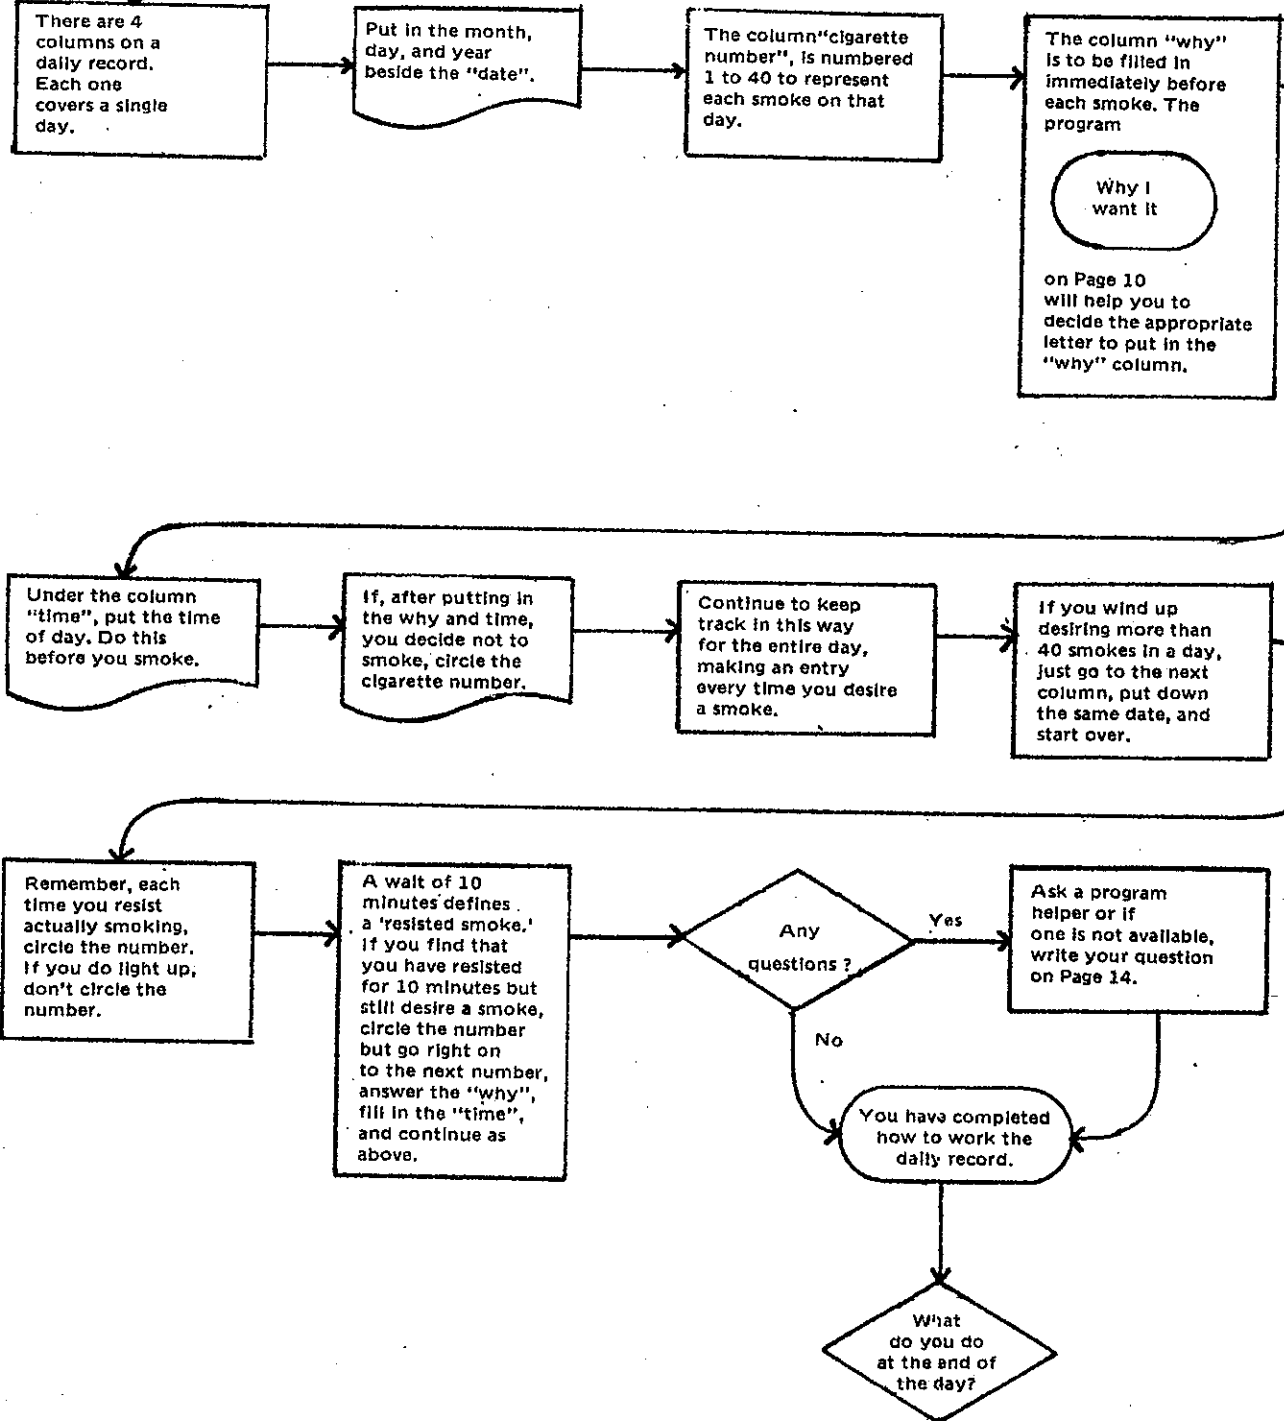 There are 4
columns on a
daily record.
Each one
covers a single
day.
Put in the month,
day, and year
beside the "date".
The column"cigarette
number", is numbered
1 to 40 to represent
each smoke on that
day.
The column "why"
is to be filled in
immediately before
each smoke. The
program
Why I
want it
on Page 10
will help you to
decide the appropriate
letter to put in the
"why" column.
Under the column
"time", put the time
of day. Do this
before you smoke.
If, after putting in
the why and time,
you decide not to
smoke, circle the
cigarette number.
Continue to keep
track in this way
for the entire day,
making an entry
every time you desire
a smoke.
If you wind up
desiring more than
40 smokes in a day,
just go to the next
column, put down
the same date, and
start over.
Remember, each
time you resist
actually smoking,
circle the number.
If you do light up,
don't circle the
number.
A wait of 10
minutes defines
a 'resisted smoke.'
If you find that
you have resisted
for 10 minutes but
still desire a smoke,
circle the number
but go right on
to the next number,
answer the "why",
fill in the "time",
and continue as
above.
Any
questions ?
Yes
No
Ask a program
helper or if
one is not available,
write your question
on Page 14.
You have completed
how to work the
daily record.
What
do you do
at the end of
the day?